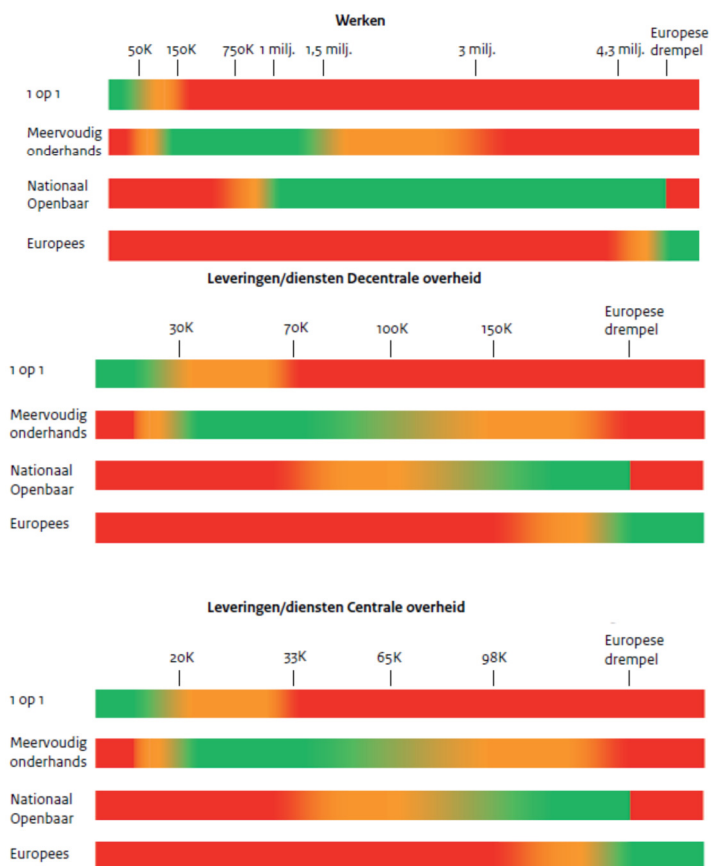 Werken
50K 150K 750K 1 milj. 1,5 milj. 3 milj. 4,3 milj. Europese drempel
1 op 1
Meervoudig
onderhands
Nationaal
Openbaar
Europees
Leveringen/diensten Decentrale overheid
30K 70K 100K 150K Europese drempel
1 op 1
Meervoudig
onderhands
Nationaal
Openbaar
Europees
Leveringen/diensten Centrale overheid
20K 33K 65K 98K Europese drempel
1 op 1
Meervoudig
onderhands
Nationaal
Openbaar
Europees